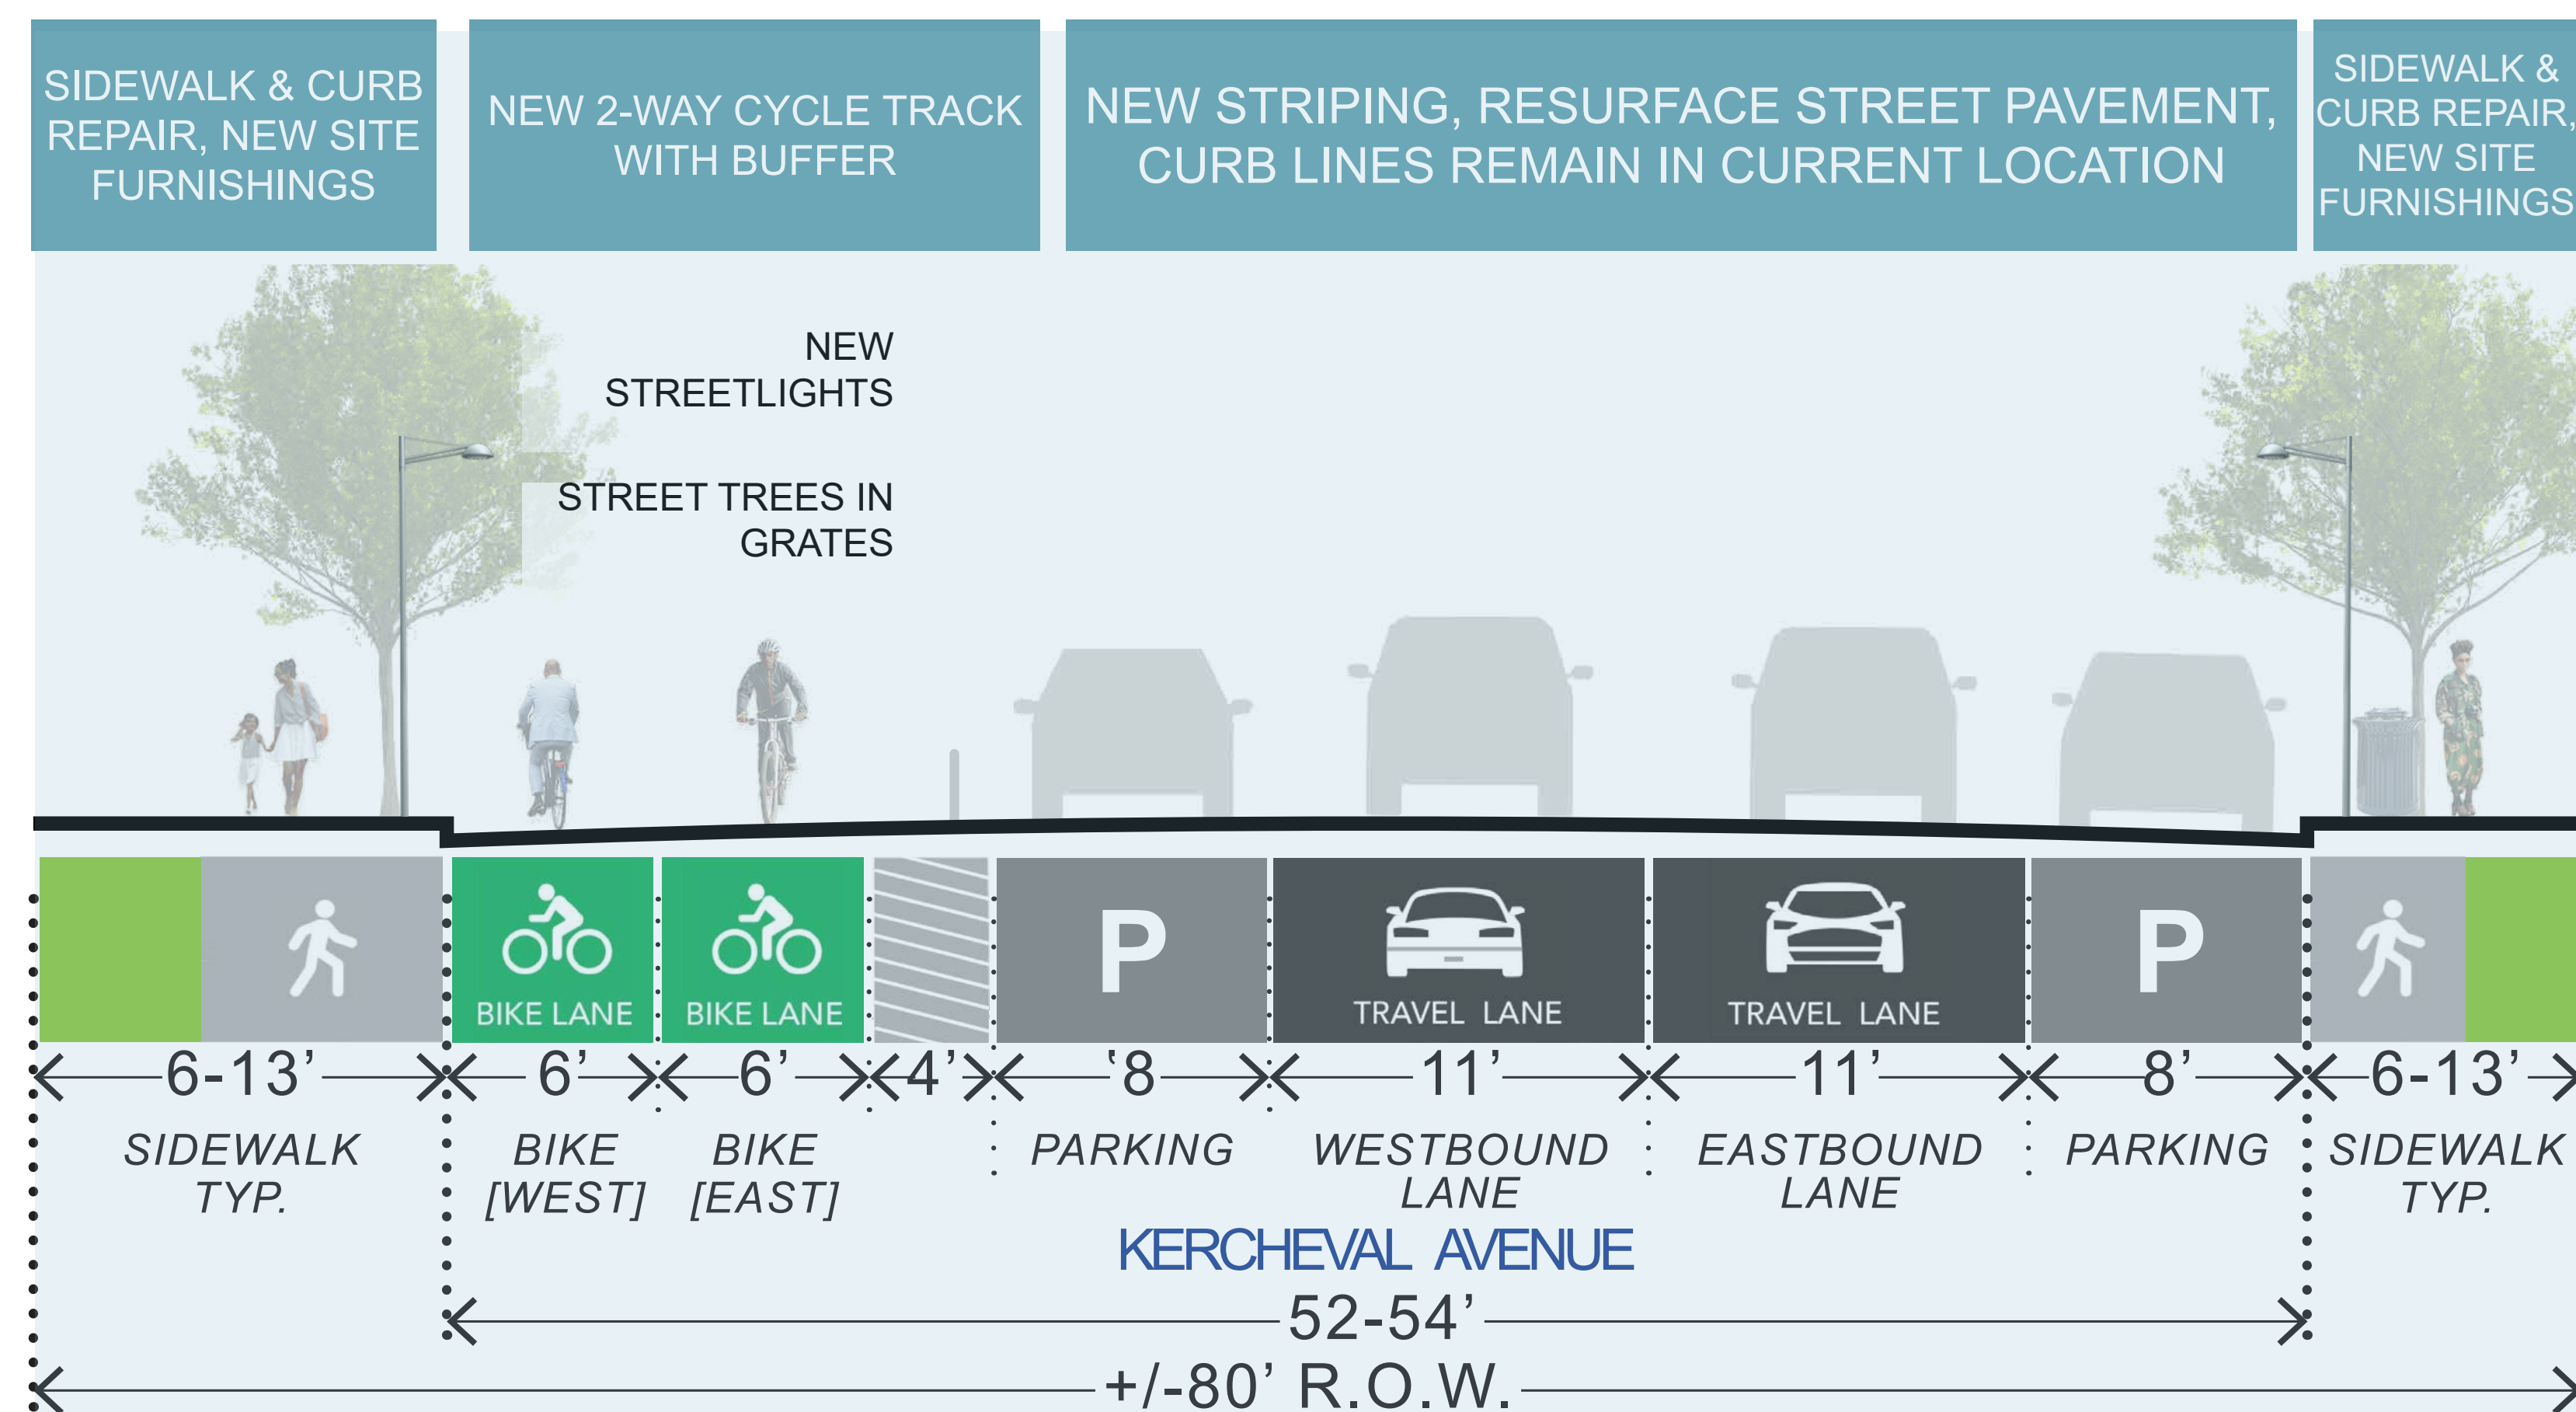 SIDEWALK & CURB
REPAIR, NEW SITE
FURNISHINGS
NEW 2-WAY CYCLE TRACK
WITH BUFFER
NEW STRIPING, RESURFACE STREET PAVEMENT,
CURB LINES REMAIN IN CURRENT LOCATION
SIDEWALK &
CURB REPAIR,
NEW SITE
FURNISHINGS
NEW
STREETLIGHTS
STREET TREES IN
GRATES
BIKE LANE
BIKE LANE
P
TRAVEL LANE
TRAVEL LANE
P
6-13’
6’
6’
4’
‘8
11’
11’
8’
6-13’
SIDEWALK
TYP.
BIKE
[WEST]
BIKE
[EAST]
PARKING
WESTBOUND
LANE
EASTBOUND
LANE
PARKING
SIDEWALK
TYP.
KERCHEVAL AVENUE
52-54’
+/-80’ R.O.W.